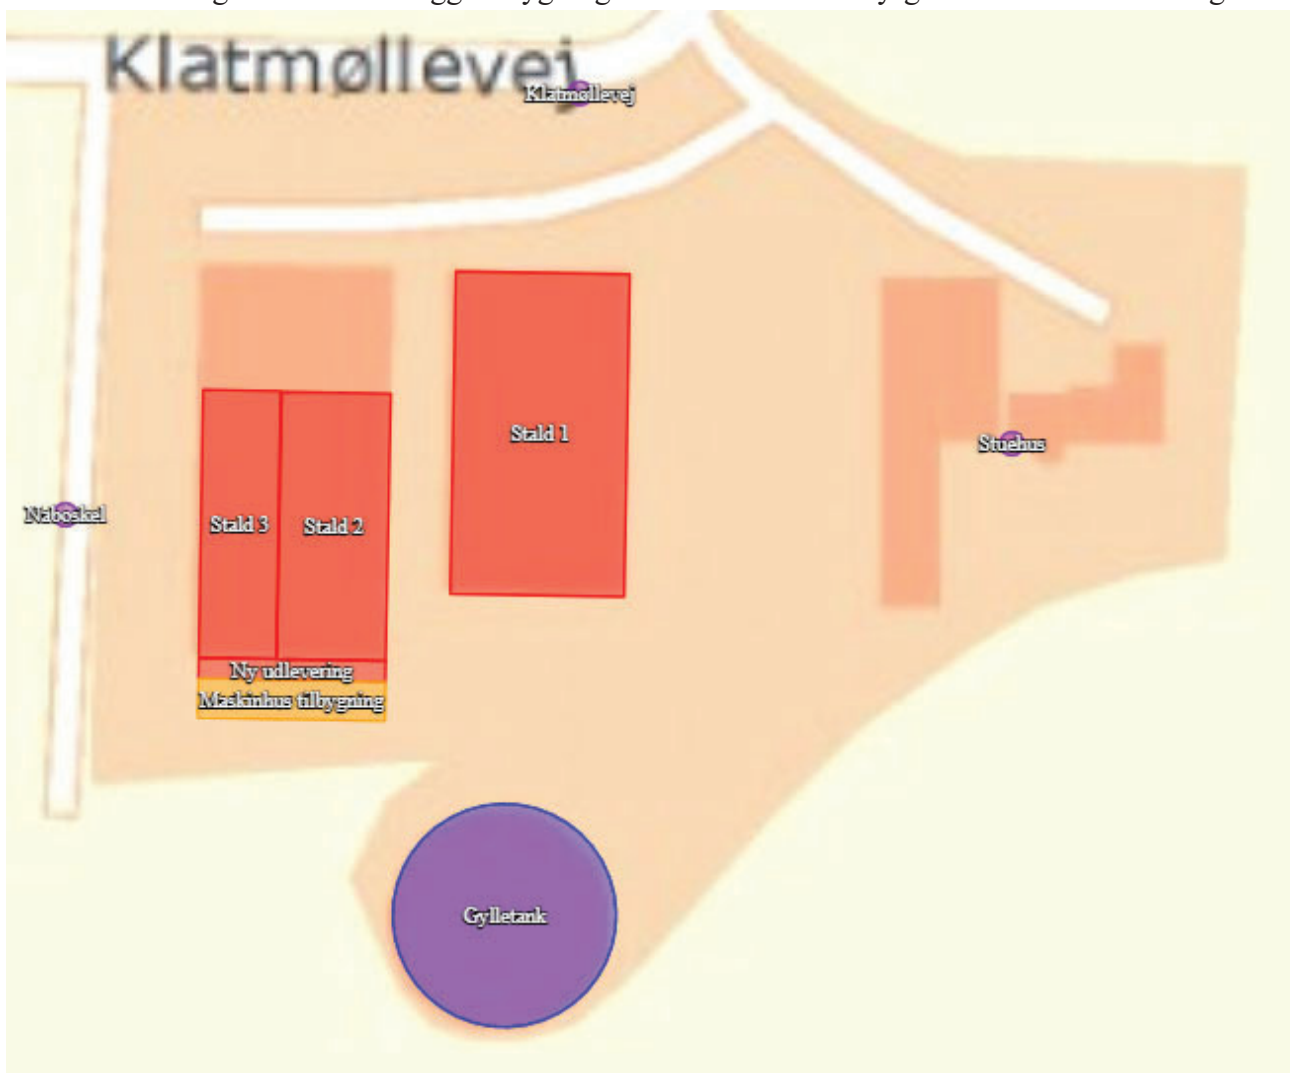 Klatmøllevej
Klatmøllevej
Stald 1
Stuehus
Naboskel
Stald 3
Stald 2
Ny udlevering
Maskinhus tilbygning
Gylletank